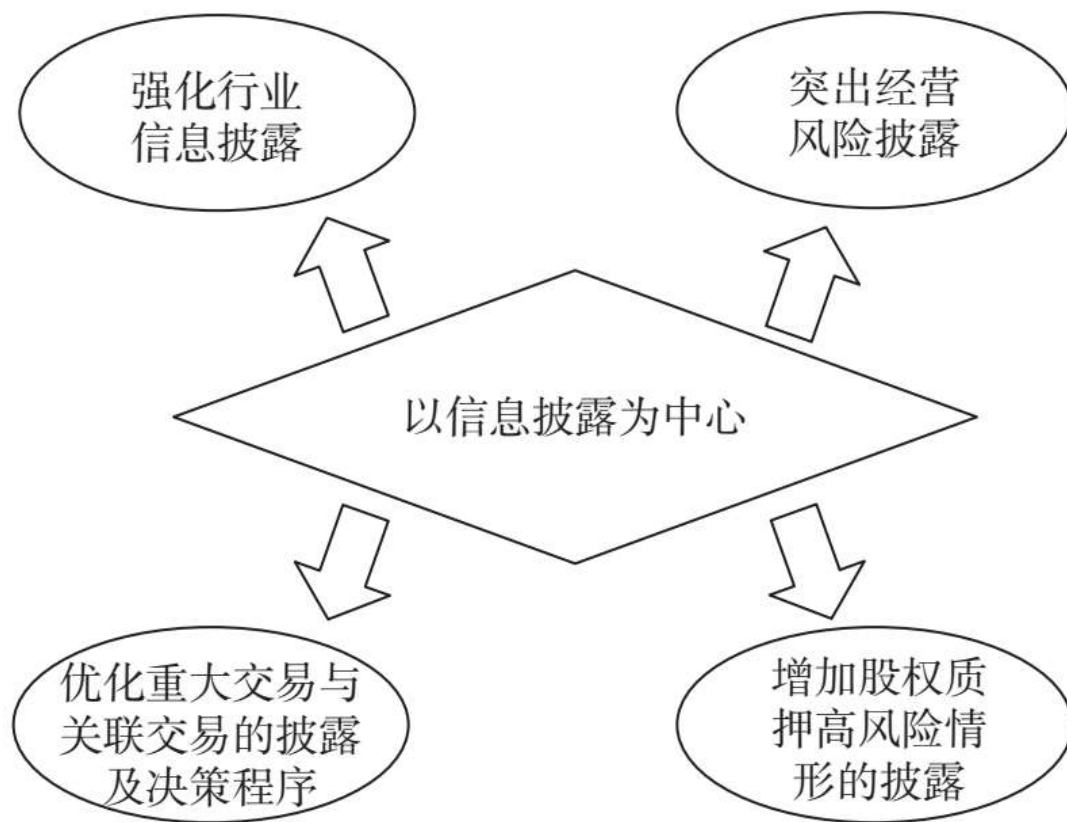 强化行业
信息披露
突出经营
风险披露
以信息披露为中心
优化重大交易与
关联交易的披露
及决策程序
增加股权质
押高风险情
形的披露